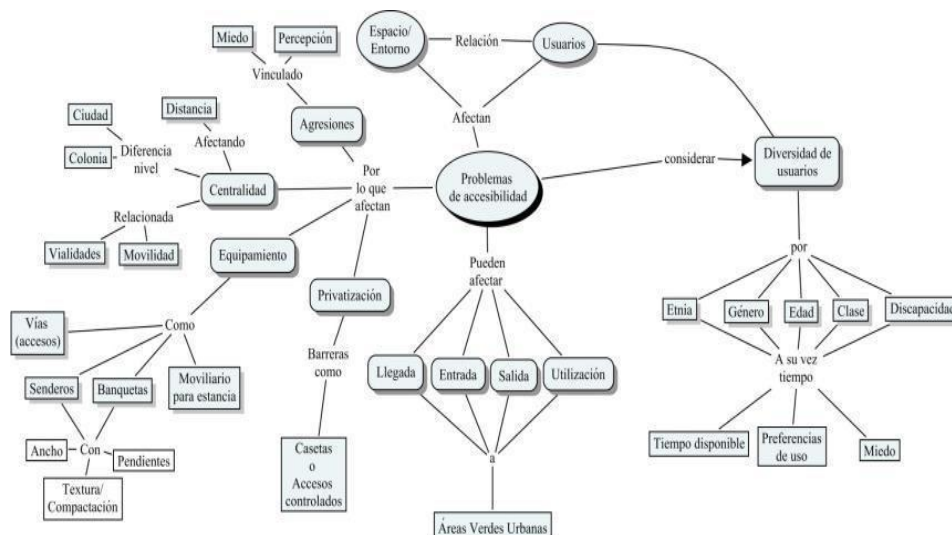 Miedo
Percepción
Vinculado
Agresiones
Espacio/
Entorno
Relación
Usuarios
Afectan
Ciudad
Colonia
Diferencia
nivel
Distancia
Afectando
Centralidad
Relacionada
Vialidades
Movilidad
Por
lo que
afectan
Problemas
de accesibilidad
considerar
Diversidad de
usuarios
Equipamiento
Privatización
Pueden
afectar
por
Vías
(accesos)
Como
Senderos
Banquetas
Moviliario
para estancia
Ancho
Con
Pendientes
Textura/
Compactación
Barreras
como
Casetas
o
Accesos
controlados
Llegada
Entrada
Salida
Utilización
a
Áreas Verdes Urbanas
Etnia
Género
Edad
Clase
Discapacidad
A su vez
tiempo
Tiempo disponible
Preferencias
de uso
Miedo